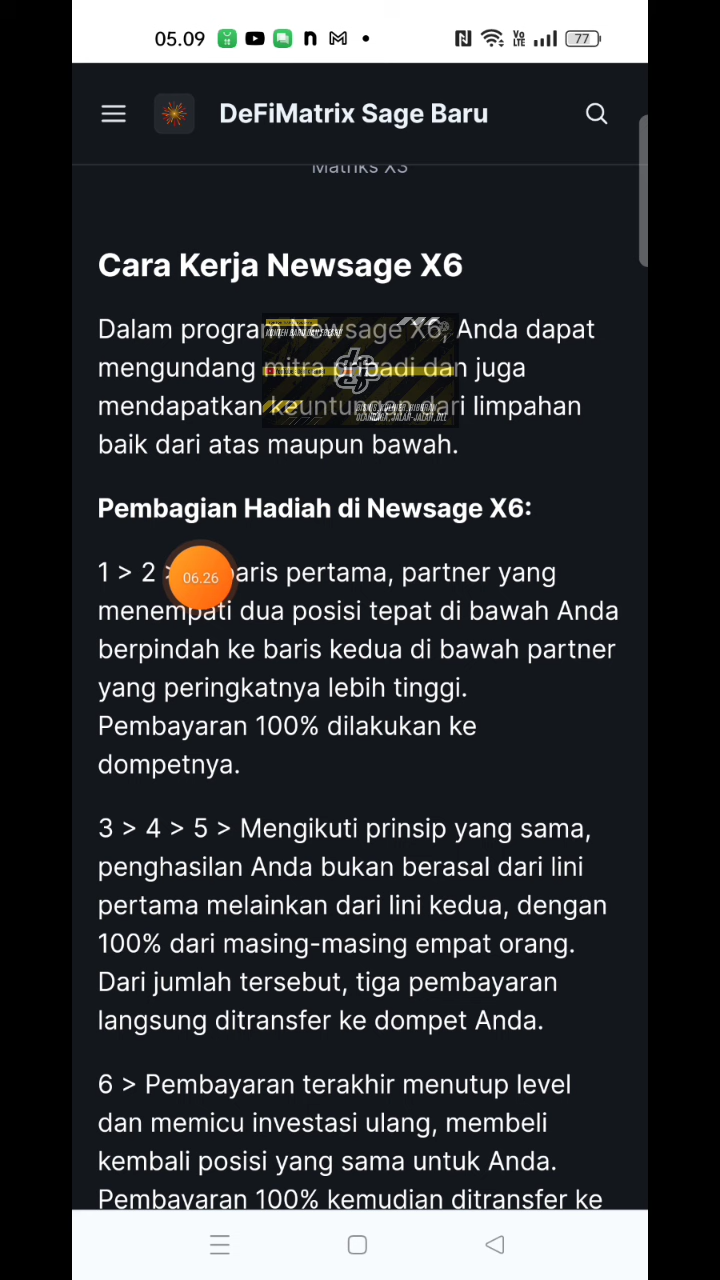 05.09
77
DeFiMatrix Sage Baru
Matriks X3
Cara Kerja Newsage X6
Dalam program Newsage X6, Anda dapat
mengundang mitra pribadi dan juga
mendapatkan keuntungan dari limpahan
baik dari atas maupun bawah.
Pembagian Hadiah di Newsage X6:
1 > 2 > baris pertama, partner yang
06.26
menempati dua posisi tepat di bawah Anda
berpindah ke baris kedua di bawah partner
yang peringkatnya lebih tinggi.
Pembayaran 100% dilakukan ke
dompetnya.
3 > 4 > 5 > Mengikuti prinsip yang sama,
penghasilan Anda bukan berasal dari lini
pertama melainkan dari lini kedua, dengan
100% dari masing-masing empat orang.
Dari jumlah tersebut, tiga pembayaran
langsung ditransfer ke dompet Anda.
6 > Pembayaran terakhir menutup level
dan memicu investasi ulang, membeli
kembali posisi yang sama untuk Anda.
Pembayaran 100% kemudian ditransfer ke